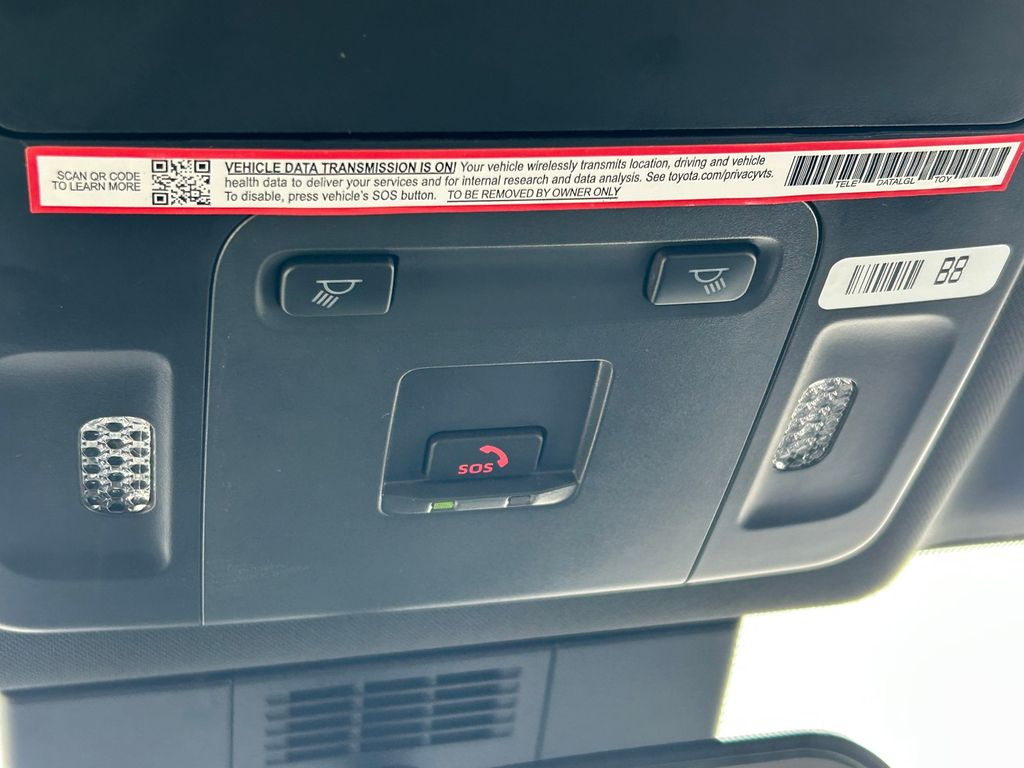 SCAN QR CODE
TO LEARN MORE
VEHICLE DATA TRANSMISSION IS ON! Your vehicle wirelessly transmits location, driving and vehicle
health data to deliver your services and for internal research and data analysis. See toyota.com/privacyvts.
To disable, press vehicle's SOS button. TO BE REMOVED BY OWNER ONLY
TELE DATALGL TOY
B8
SOS